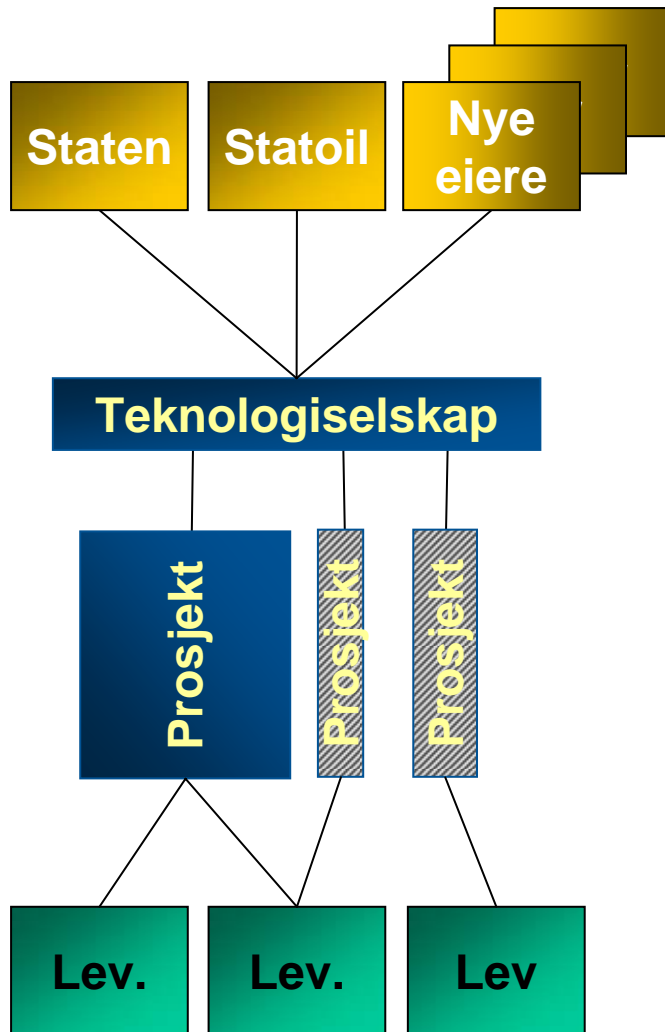 Staten
Statoil
Nye
eiere
Teknologiselskap
Prosjekt
Prosjekt
Prosjekt
Lev.
Lev.
Lev